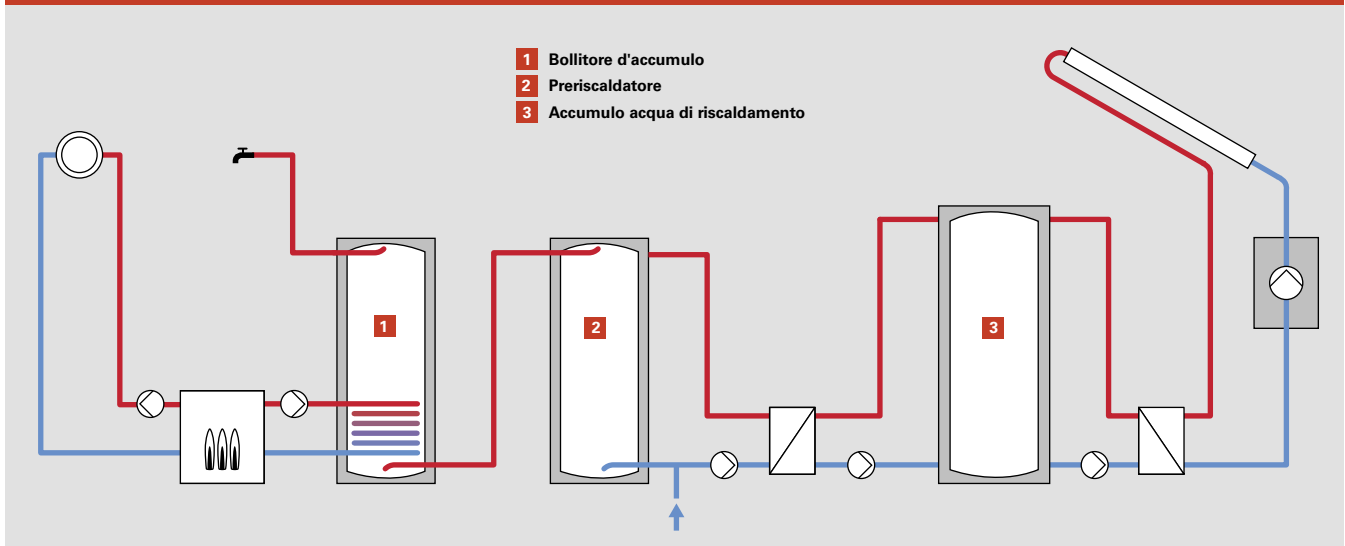 1 Bollitore d'accumulo
2 Preriscaldatore
3 Accumulo acqua di riscaldamento
1
2
3